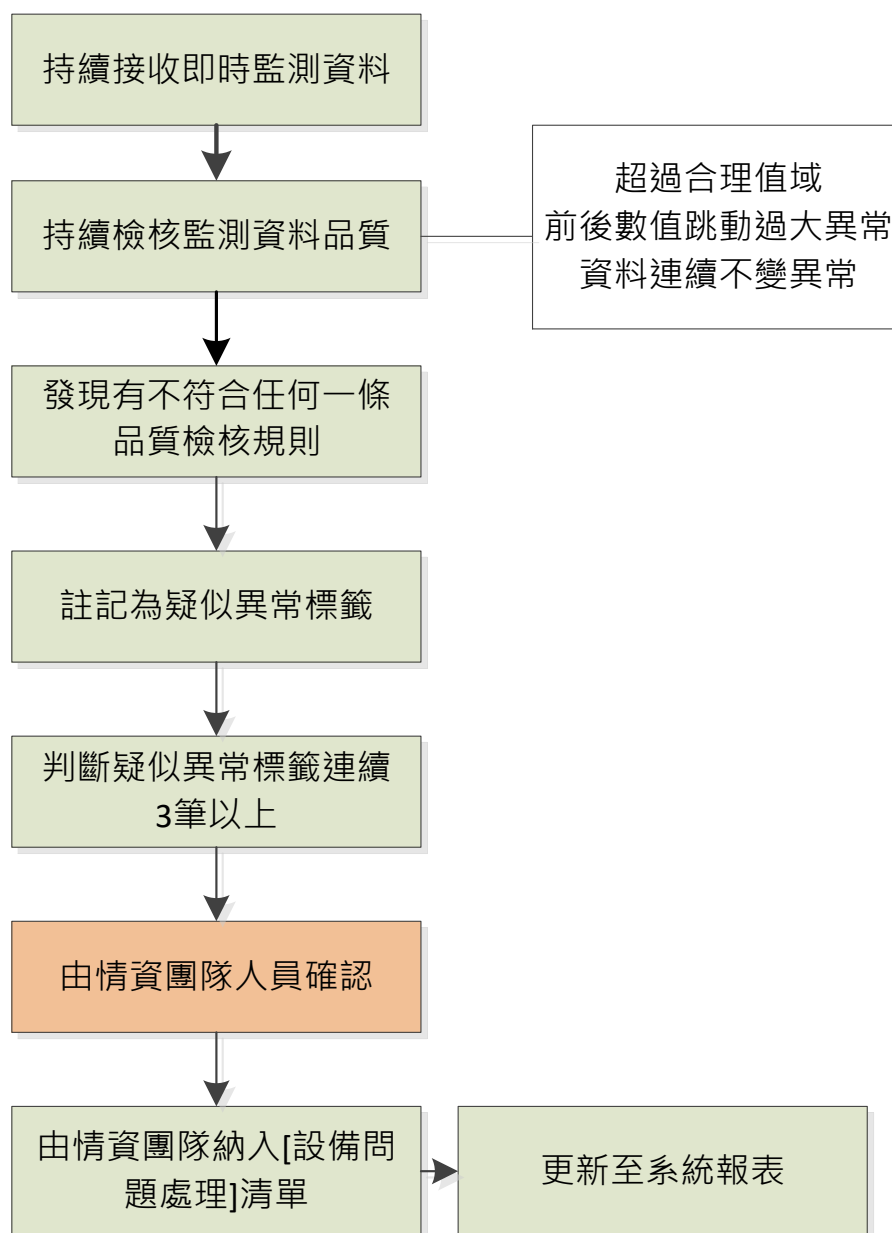 持續接收即時監測資料
持續檢核監測資料品質
超過合理值域
前後數值跳動過大異常
資料連續不變異常
發現有不符合任何一條
品質檢核規則
註記為疑似異常標籤
判斷疑似異常標籤連續
3筆以上
由情資團隊人員確認
由情資團隊納入[設備問
題處理]清單
更新至系統報表